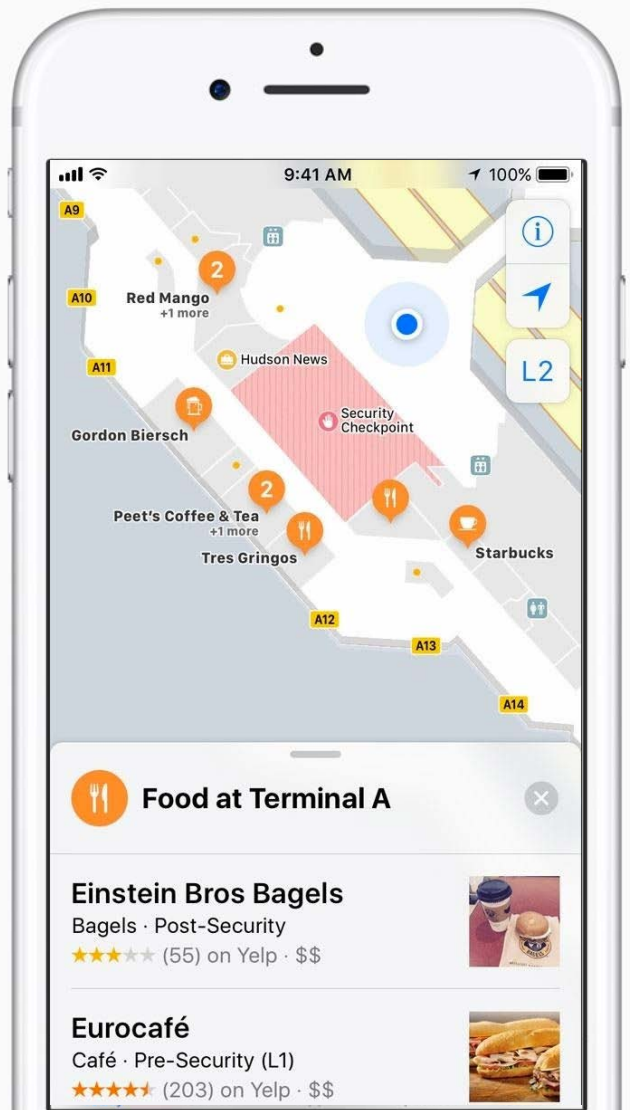 9:41 AM
100%
A9
L2
2
Red Mango
+1 more
A10
Hudson News
A11
Security
Checkpoint
Gordon Biersch
2
Peet's Coffee & Tea
+1 more
Tres Gringos
Starbucks
A12
A13
A14
Food at Terminal A
Einstein Bros Bagels
Bagels · Post-Security
(55) on Yelp · $$
Eurocafé
Café · Pre-Security (L1)
(203) on Yelp · $$